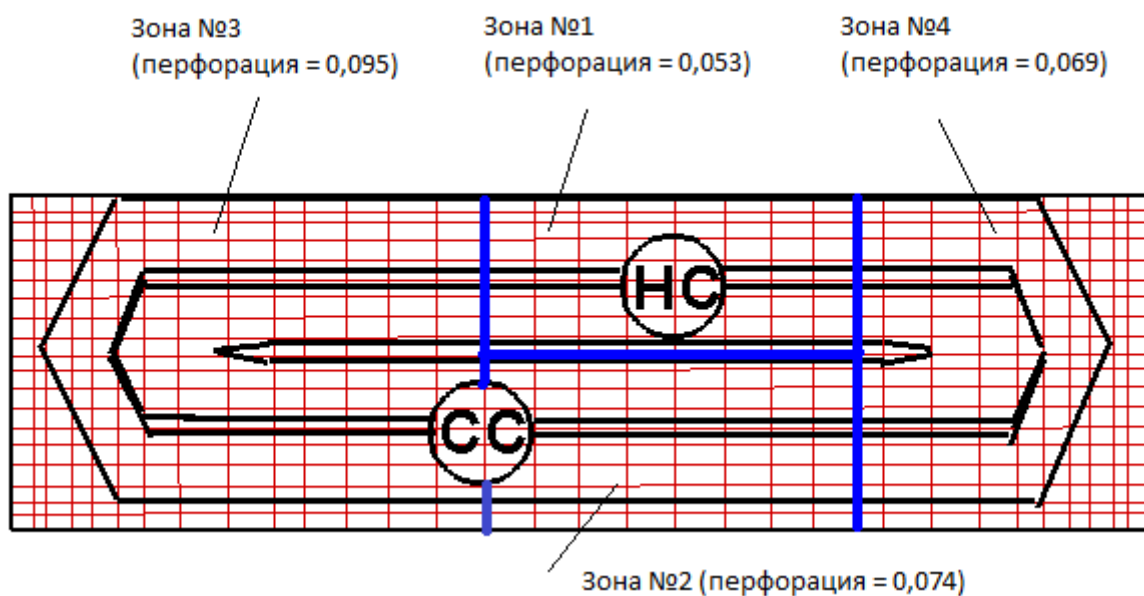 Зона №3
(перфорация = 0,095)
Зона №1
(перфорация = 0,053)
Зона №4
(перфорация = 0,069)
НС
СС
Зона №2 (перфорация = 0,074)